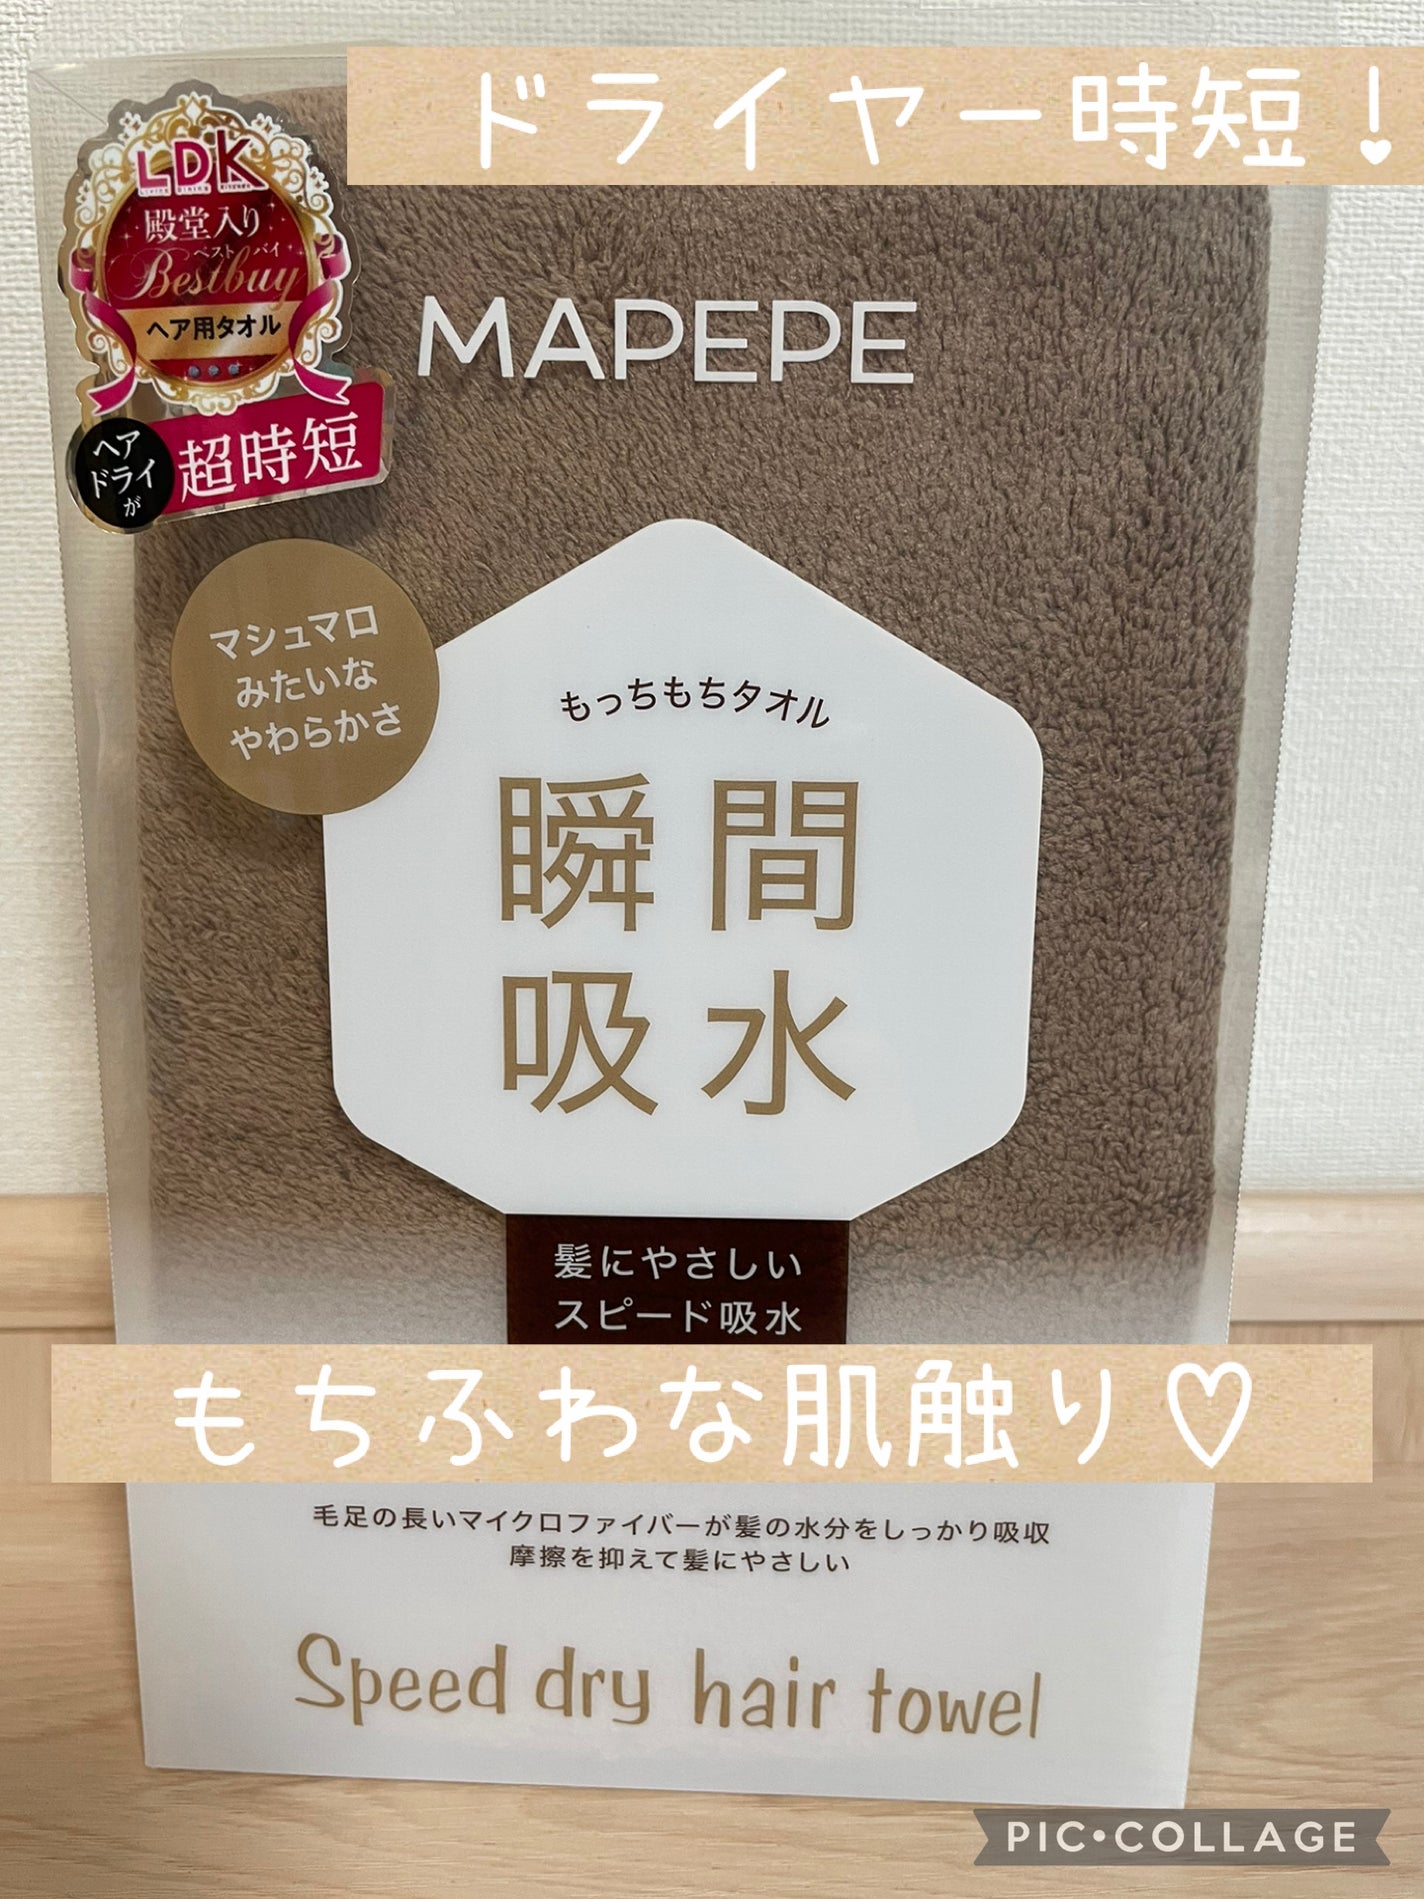 ドライヤー時短！
LDK
LIVING DINING KITCHEN
殿堂入り
ベストバイ
Bestbuy
ヘア用タオル
ヘア
ドライ
が
超時短
MAPEPE
マシュマロ
みたいな
やわらかさ
もっちもちタオル
瞬間
吸水
髪にやさしい
スピード吸水
もちふわな肌触り♡
毛足の長いマイクロファイバーが髪の水分をしっかり吸収
摩擦を抑えて髪にやさしい
Speed dry hair towel
PIC•COLLAGE